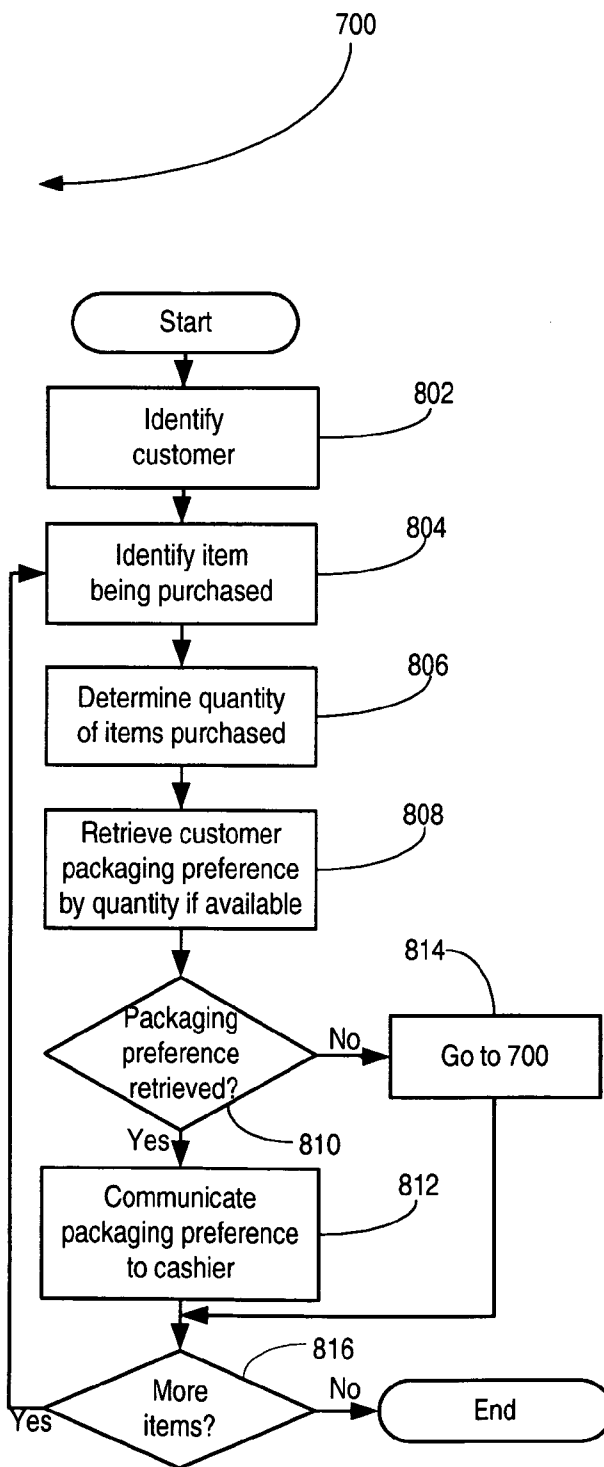 700
Start
802
Identify
customer
804
Identify item
being purchased
806
Determine quantity
of items purchased
808
Retrieve customer
packaging preference
by quantity if available
814
Packaging
preference
retrieved?
No
Go to 700
Yes
810
812
Communicate
packaging preference
to cashier
816
More
items?
Yes
No
End